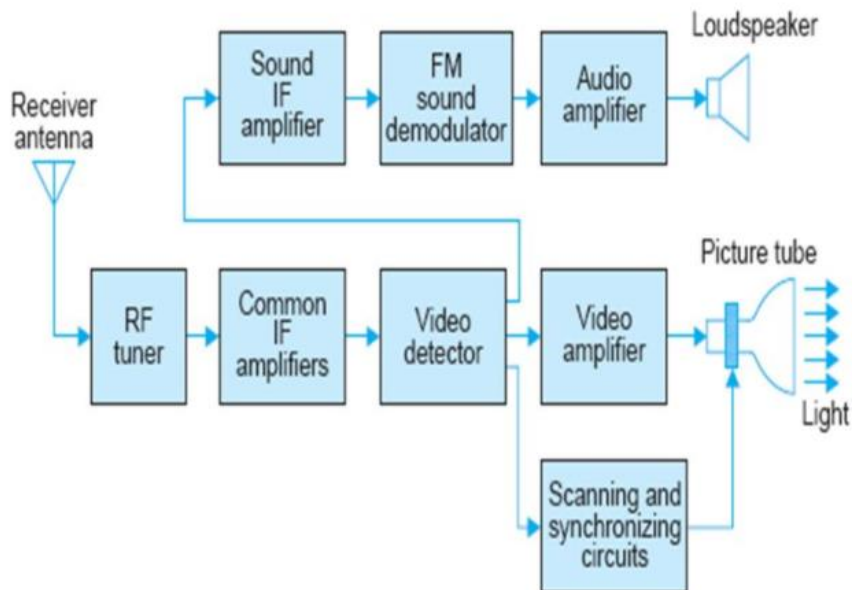 Loudspeaker
Sound
IF
amplifier
FM
sound
demodulator
Audio
amplifier
Receiver
antenna
Picture tube
RF
tuner
Common
IF
amplifiers
Video
detector
Video
amplifier
Light
Scanning and
synchronizing
circuits